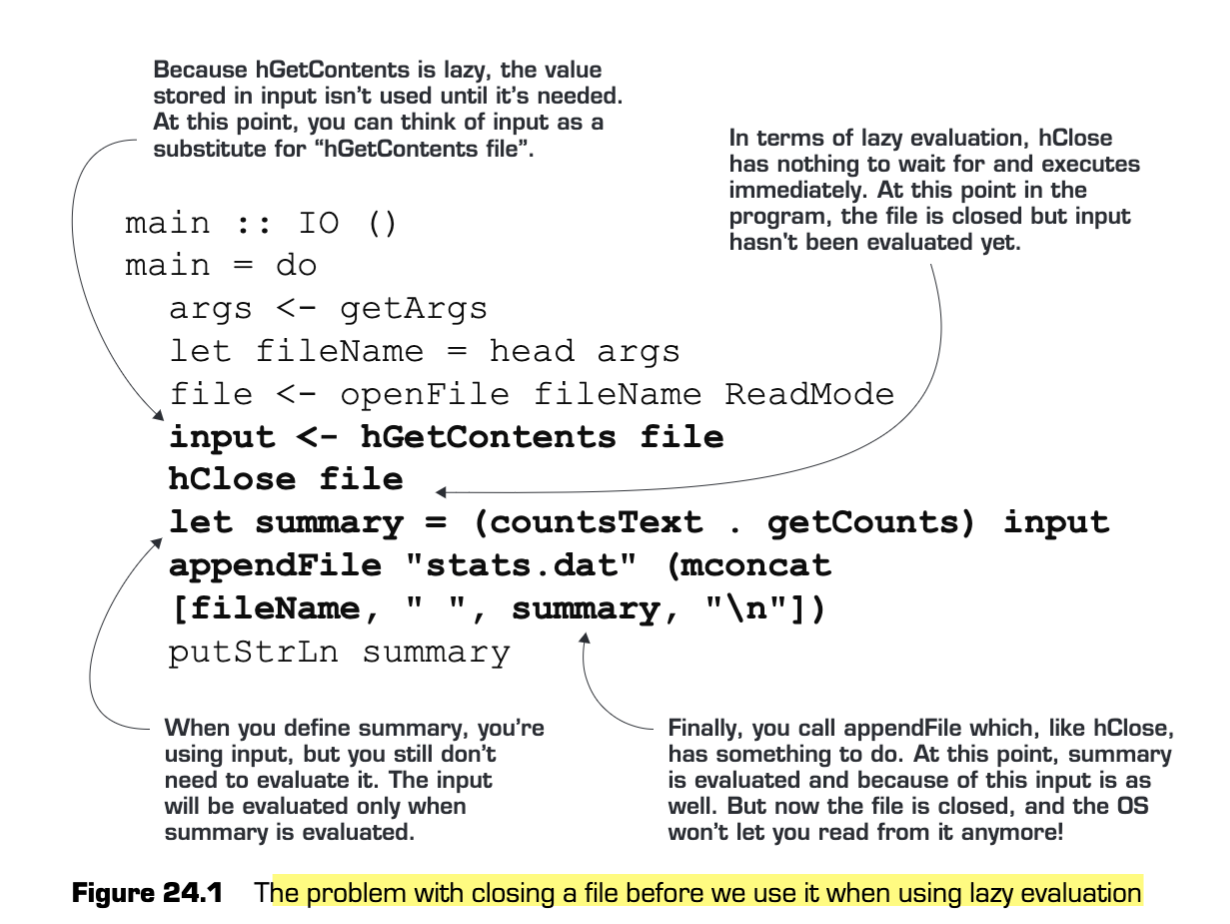 Because hGetContents is lazy, the value
stored in input isn't used until it's needed.
At this point, you can think of input as a
substitute for “hGetContents file”.
In terms of lazy evaluation, hClose
has nothing to wait for and executes
immediately. At this point in the
program, the file is closed but input
hasn't been evaluated yet.
main :: IO ()
main = do
  args <- getArgs
  let fileName = head args
  file <- openFile fileName ReadMode
  input <- hGetContents file
  hClose file
  let summary = (countsText . getCounts) input
  appendFile "stats.dat" (mconcat
  [fileName, " ", summary, "\n"])
  putStrLn summary
When you define summary, you're
using input, but you still don't
need to evaluate it. The input
will be evaluated only when
summary is evaluated.
Finally, you call appendFile which, like hClose,
has something to do. At this point, summary
is evaluated and because of this input is as
well. But now the file is closed, and the OS
won't let you read from it anymore!
Figure 24.1 The problem with closing a file before we use it when using lazy evaluation